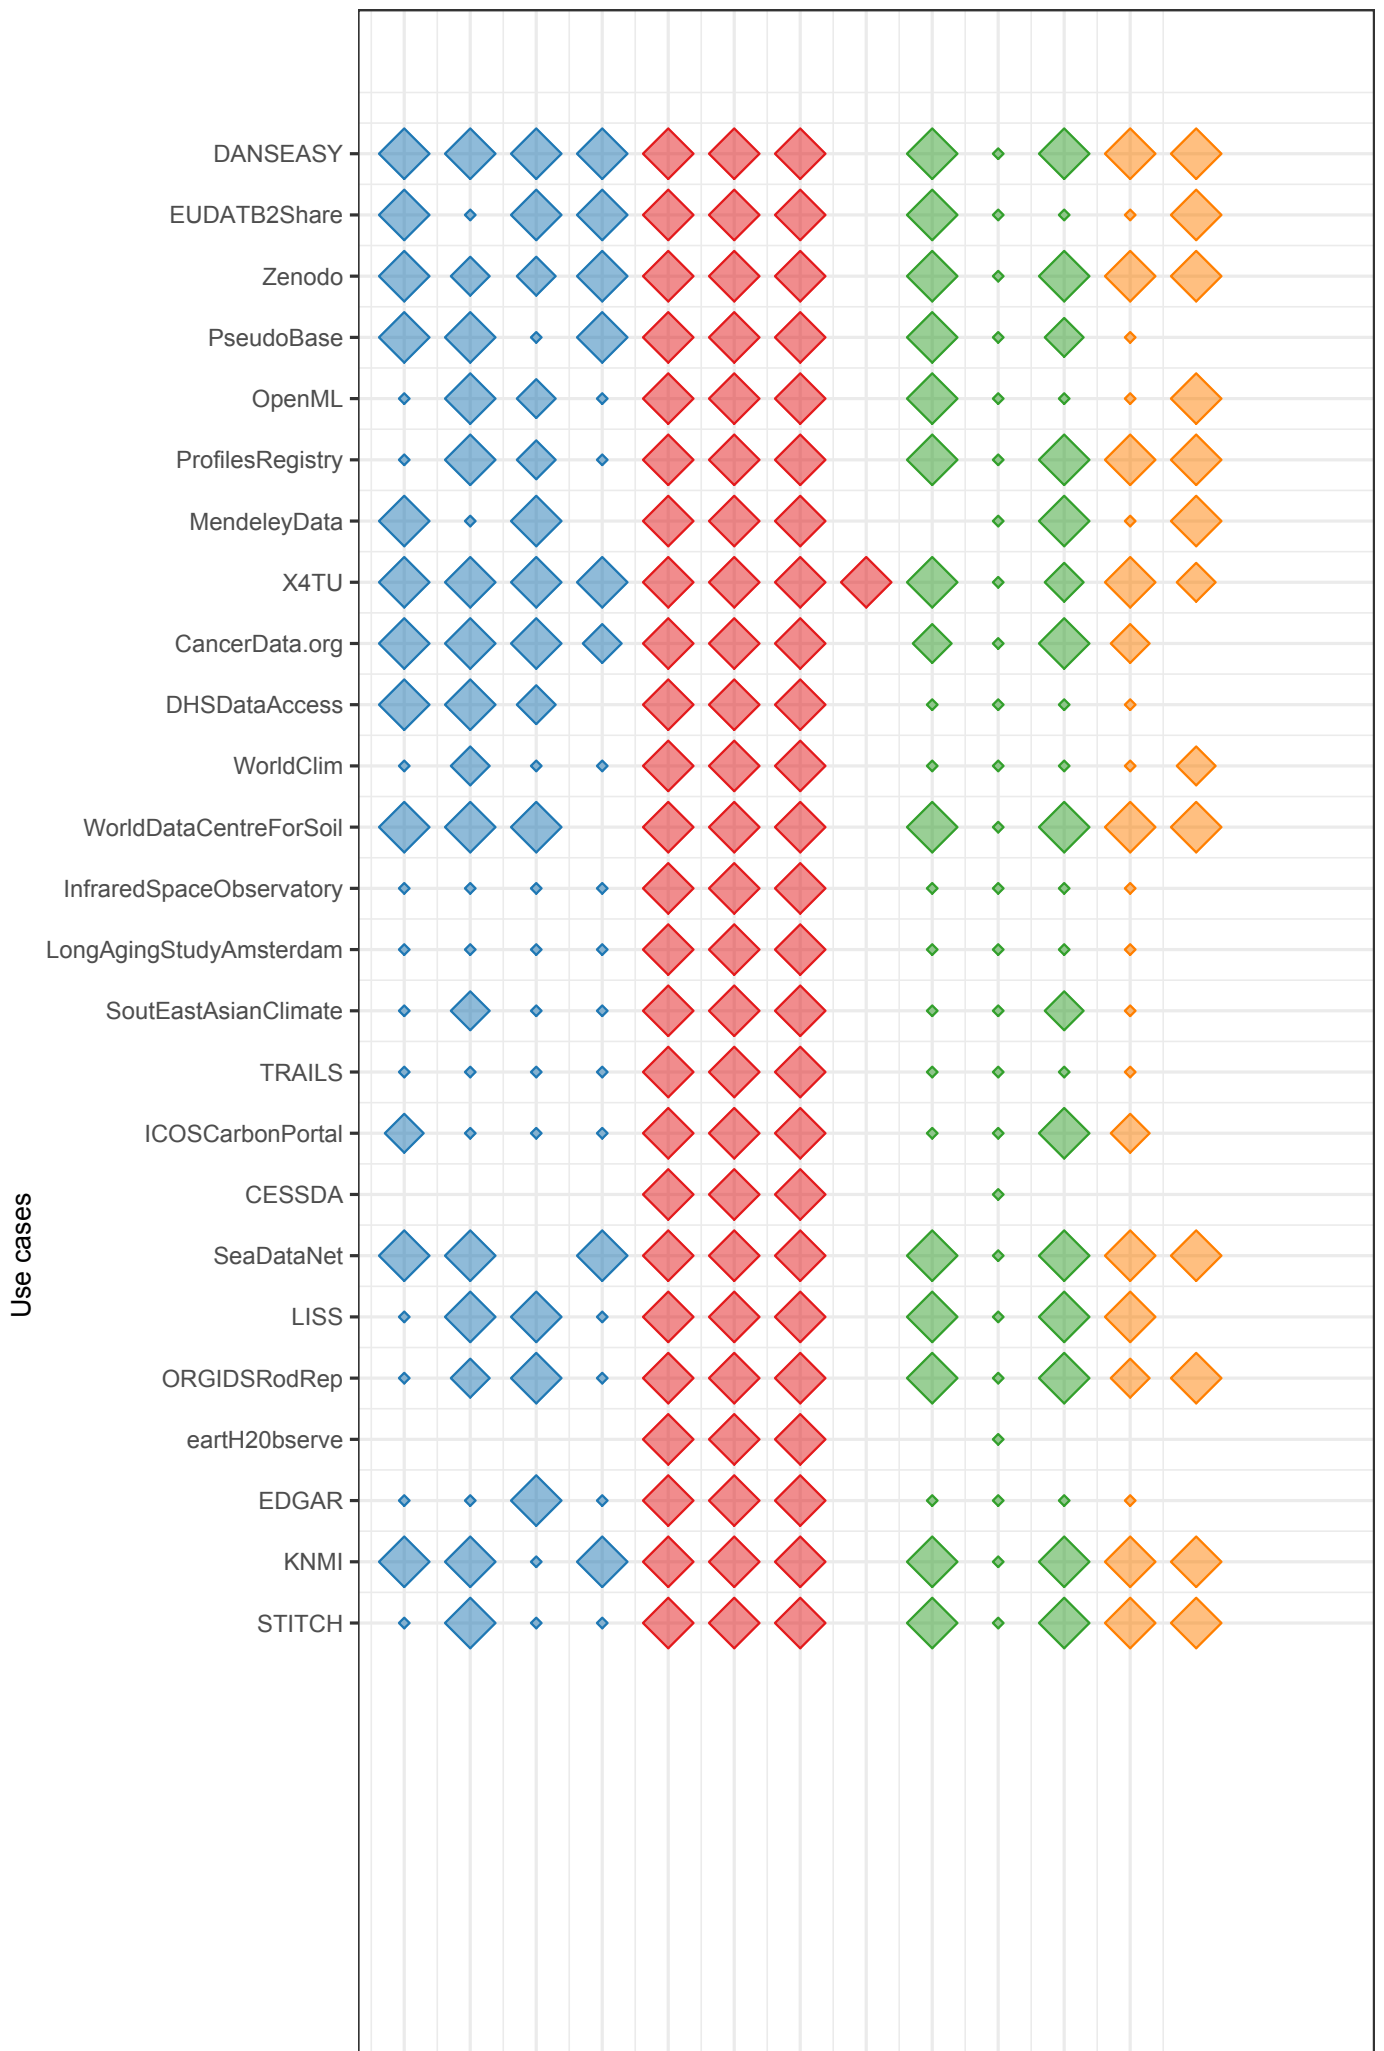 DANSEASY
EUDATB2Share
Zenodo
PseudoBase
OpenML
ProfilesRegistry
MendeleyData
X4TU
CancerData.org
DHSDataAccess
WorldClim
WorldDataCentreForSoil
InfraredSpaceObservatory
LongAgingStudyAmsterdam
SoutEastAsianClimate
TRAILS
ICOSCarbonPortal
CESSDA
SeaDataNet
LISS
ORGIDSRodRep
eartH20bserve
EDGAR
KNMI
STITCH
Use cases